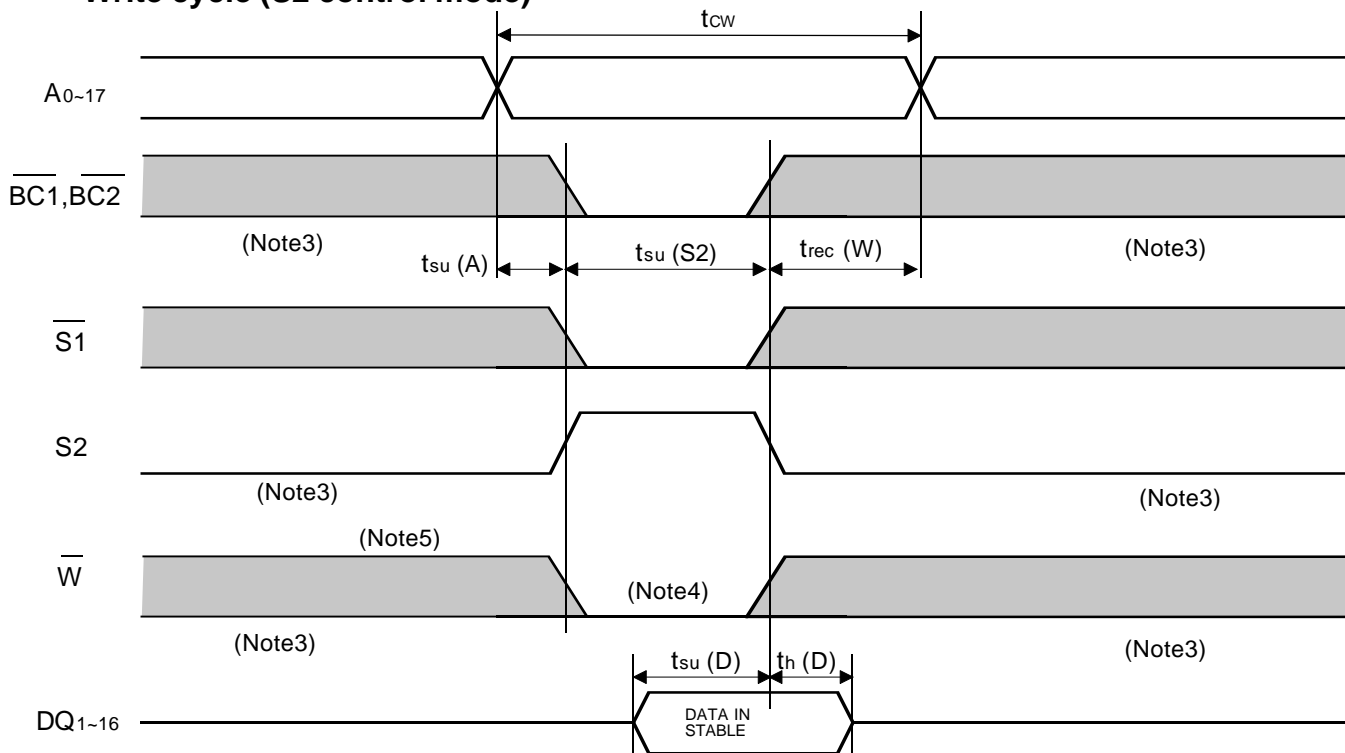 Write cycle (S2 control mode)
tCW
A0~17
BC1,BC2
(Note3)
(Note3)
tsu (A)
tsu (S2)
trec (W)
S1
S2
(Note3)
(Note3)
(Note5)
W
(Note4)
(Note3)
(Note3)
tsu (D)
th (D)
DQ1~16
DATA IN
STABLE